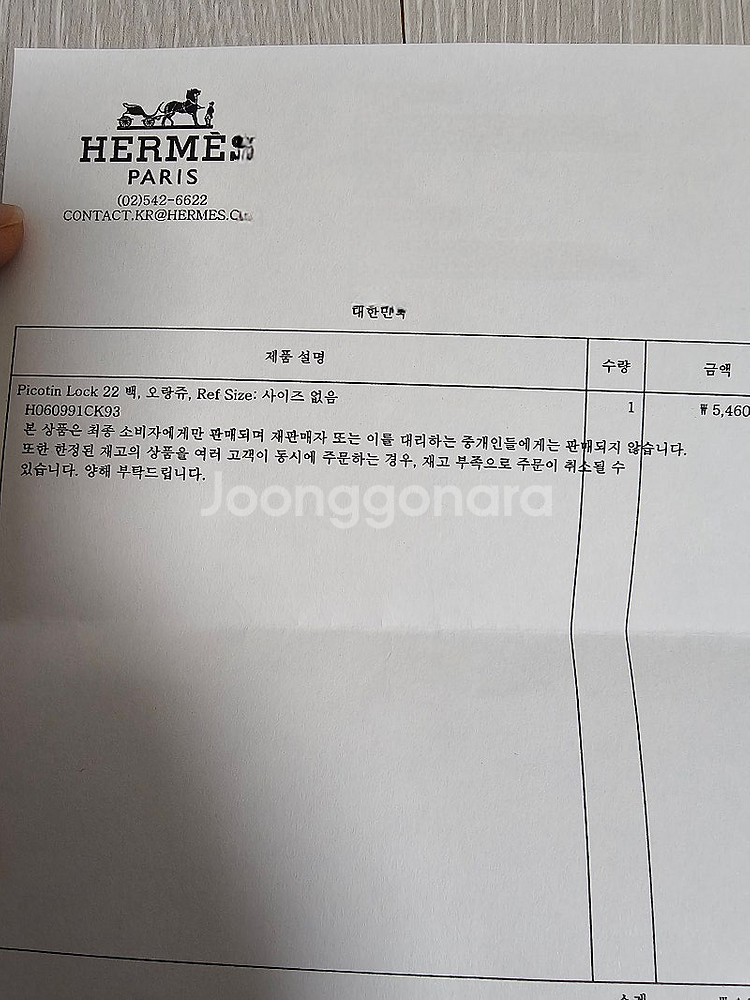 HERMÈS
PARIS
(02)542-6622
CONTACT.KR@HERMES.C
대한민국
제품 설명 수량 금액
Picotin Lock 22 백, 오랑쥬, Ref Size: 사이즈 없음 1 ₩ 5,460
H060991CK93
본 상품은 최종 소비자에게만 판매되며 재판매자 또는 이를 대리하는 중개인들에게는 판매되지 않습니다.
또한 한정된 재고의 상품을 여러 고객이 동시에 주문하는 경우, 재고 부족으로 주문이 취소될 수
있습니다. 양해 부탁드립니다.
Joonggonara